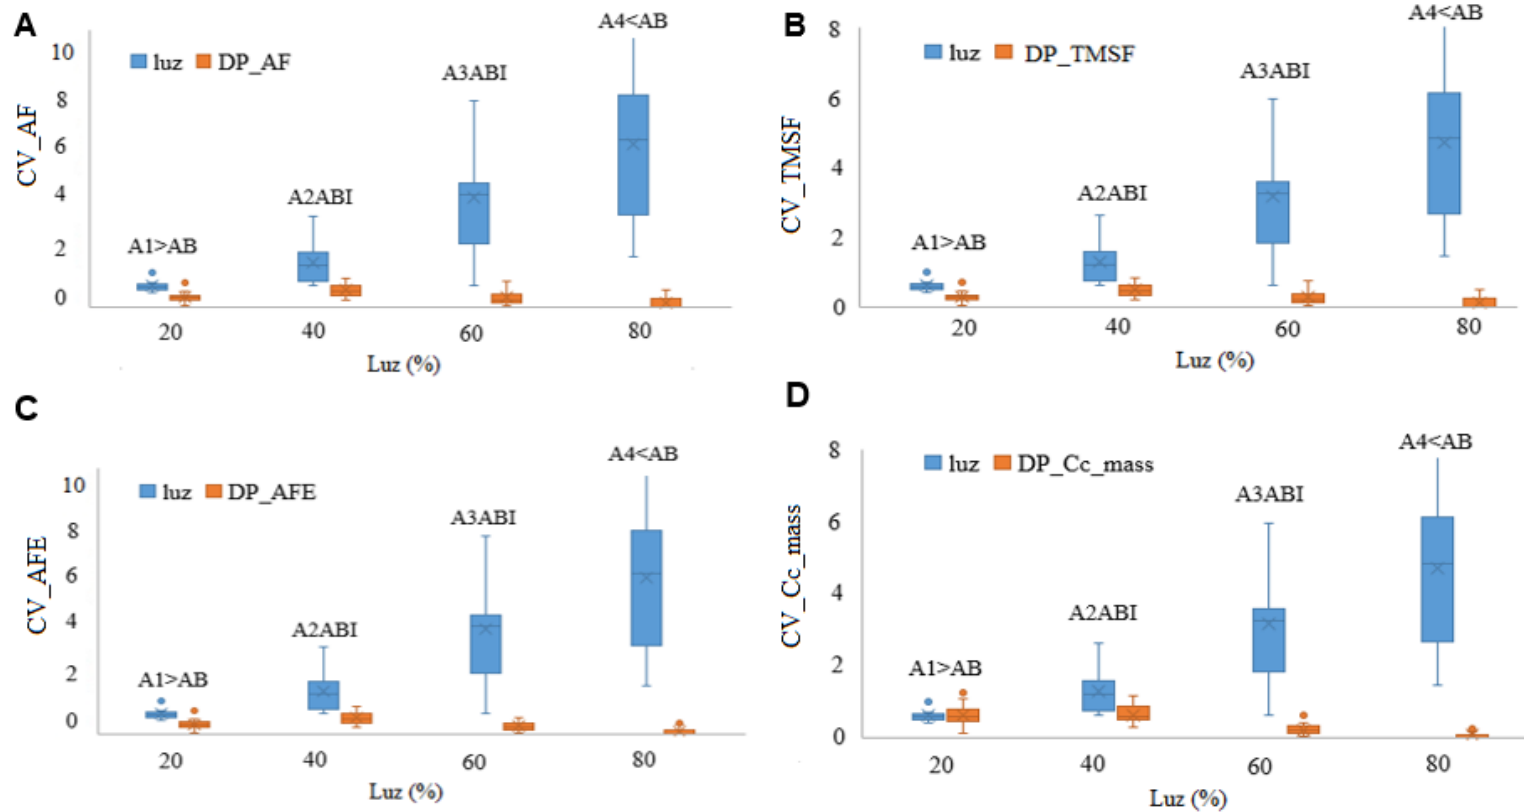 A
A4<AB
10
luz DP_AF
A3ABI
8
CV_AF
6
A2ABI
4
A1>AB
2
0
20 40 60 80
Luz (%)
B
A4<AB
8
luz DP_TMSF
A3ABI
6
CV_TMSF
4
A2ABI
A1>AB
2
0
20 40 60 80
Luz (%)
C
A4<AB
10
luz DP_AFE
A3ABI
8
CV_AFE
6
A2ABI
4
A1>AB
2
0
20 40 60 80
Luz (%)
D
A4<AB
8
luz DP_Cc_mass
A3ABI
6
CV_Cc_mass
4
A2ABI
A1>AB
2
0
20 40 60 80
Luz (%)